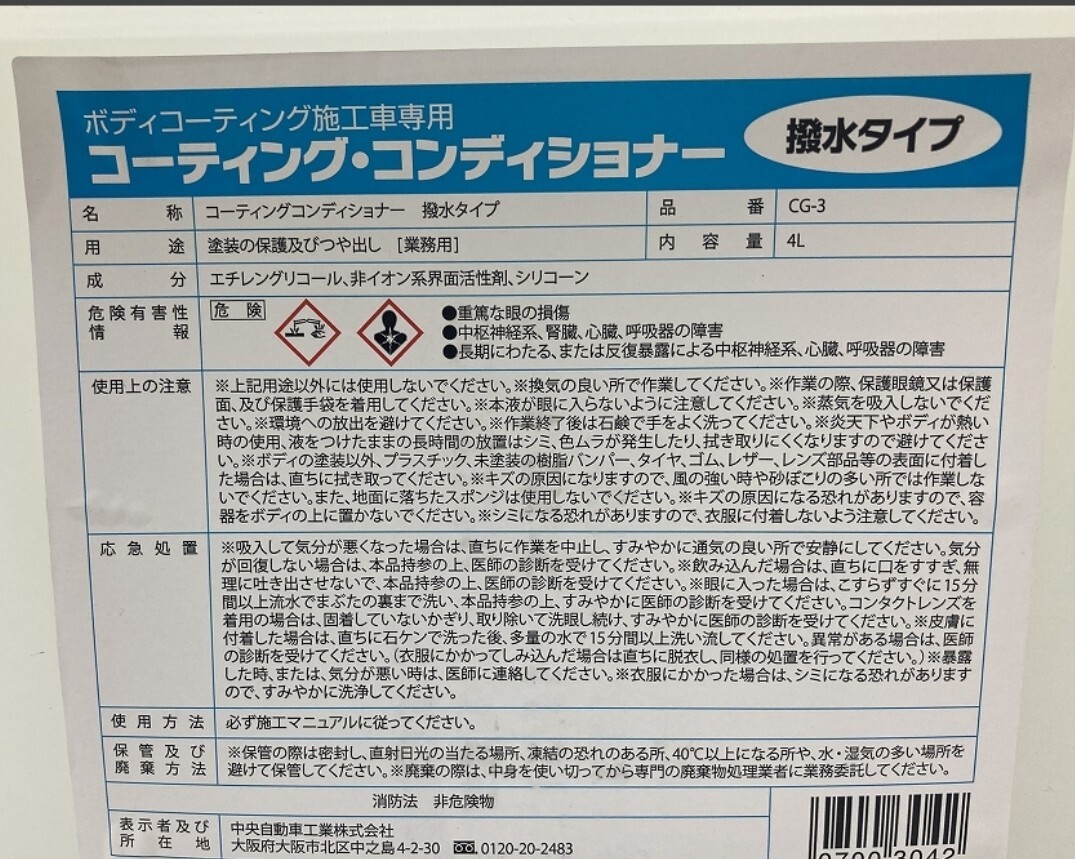 ボディコーティング施工車専用
コーティング・コンディショナー
撥水タイプ
名称 コーティングコンディショナー 撥水タイプ 品番 CG-3
用途 塗装の保護及びつや出し [業務用] 内容量 4L
成分 エチレングリコール、非イオン系界面活性剤、シリコーン
危険有害性
情報
危険
●重篤な眼の損傷
●中枢神経系、腎臓、心臓、呼吸器の障害
●長期にわたる、または反復暴露による中枢神経系、心臓、呼吸器の障害
使用上の注意 ※上記用途以外には使用しないでください。※換気の良い所で作業してください。※作業の際、保護眼鏡又は保護
面、及び保護手袋を着用してください。※本液が眼に入らないように注意してください。※蒸気を吸入しないでくだ
さい。※環境への放出を避けてください。※作業終了後は石鹸で手をよく洗ってください。※炎天下やボディが熱い
時の使用、液をつけたままの長時間の放置はシミ、色ムラが発生したり、拭き取りにくくなりますので避けてくださ
い。※ボディの塗装以外、プラスチック、未塗装の樹脂バンパー、タイヤ、ゴム、レザー、レンズ部品等の表面に付着し
た場合は、直ちに拭き取ってください。※キズの原因になりますので、風の強い時や砂ぼこりの多い所では作業しな
いでください。また、地面に落ちたスポンジは使用しないでください。※キズの原因になる恐れがありますので、容
器をボディの上に置かないでください。※シミになる恐れがありますので、衣服に付着しないよう注意してください。
応急処置 ※吸入して気分が悪くなった場合は、直ちに作業を中止し、すみやかに通気の良い所で安静にしてください。気分
が回復しない場合は、本品持参の上、医師の診断を受けてください。※飲み込んだ場合は、直ちに口をすすぎ、無
理に吐き出させないで、本品持参の上、医師の診断を受けてください。※眼に入った場合は、こすらずすぐに15分
間以上流水でまぶたの裏まで洗い、本品持参の上、すみやかに医師の診断を受けてください。コンタクトレンズを
着用の場合は、固着していないかぎり、取り除いて洗眼し続け、すみやかに医師の診断を受けてください。※皮膚に
付着した場合は、直ちに石ケンで洗った後、多量の水で15分間以上洗い流してください。異常がある場合は、医師
の診断を受けてください。(衣服にかかってしみ込んだ場合は直ちに脱衣し、同様の処置を行ってください。)※暴露
した時、または、気分が悪い時は、医師に連絡してください。※衣服にかかった場合は、シミになる恐れがあります
ので、すみやかに洗浄してください。
使用方法 必ず施工マニュアルに従ってください。
保管及び
廃棄方法
※保管の際は密封し、直射日光の当たる場所、凍結の恐れのある所、40℃以上になる所や、水・湿気の多い場所を
避けて保管してください。※廃棄の際は、中身を使い切ってから専門の廃棄物処理業者に業務委託してください。
消防法 非危険物
表示者及び
所在地
中央自動車工業株式会社
大阪府大阪市北区中之島4-2-30 0120-20-2483